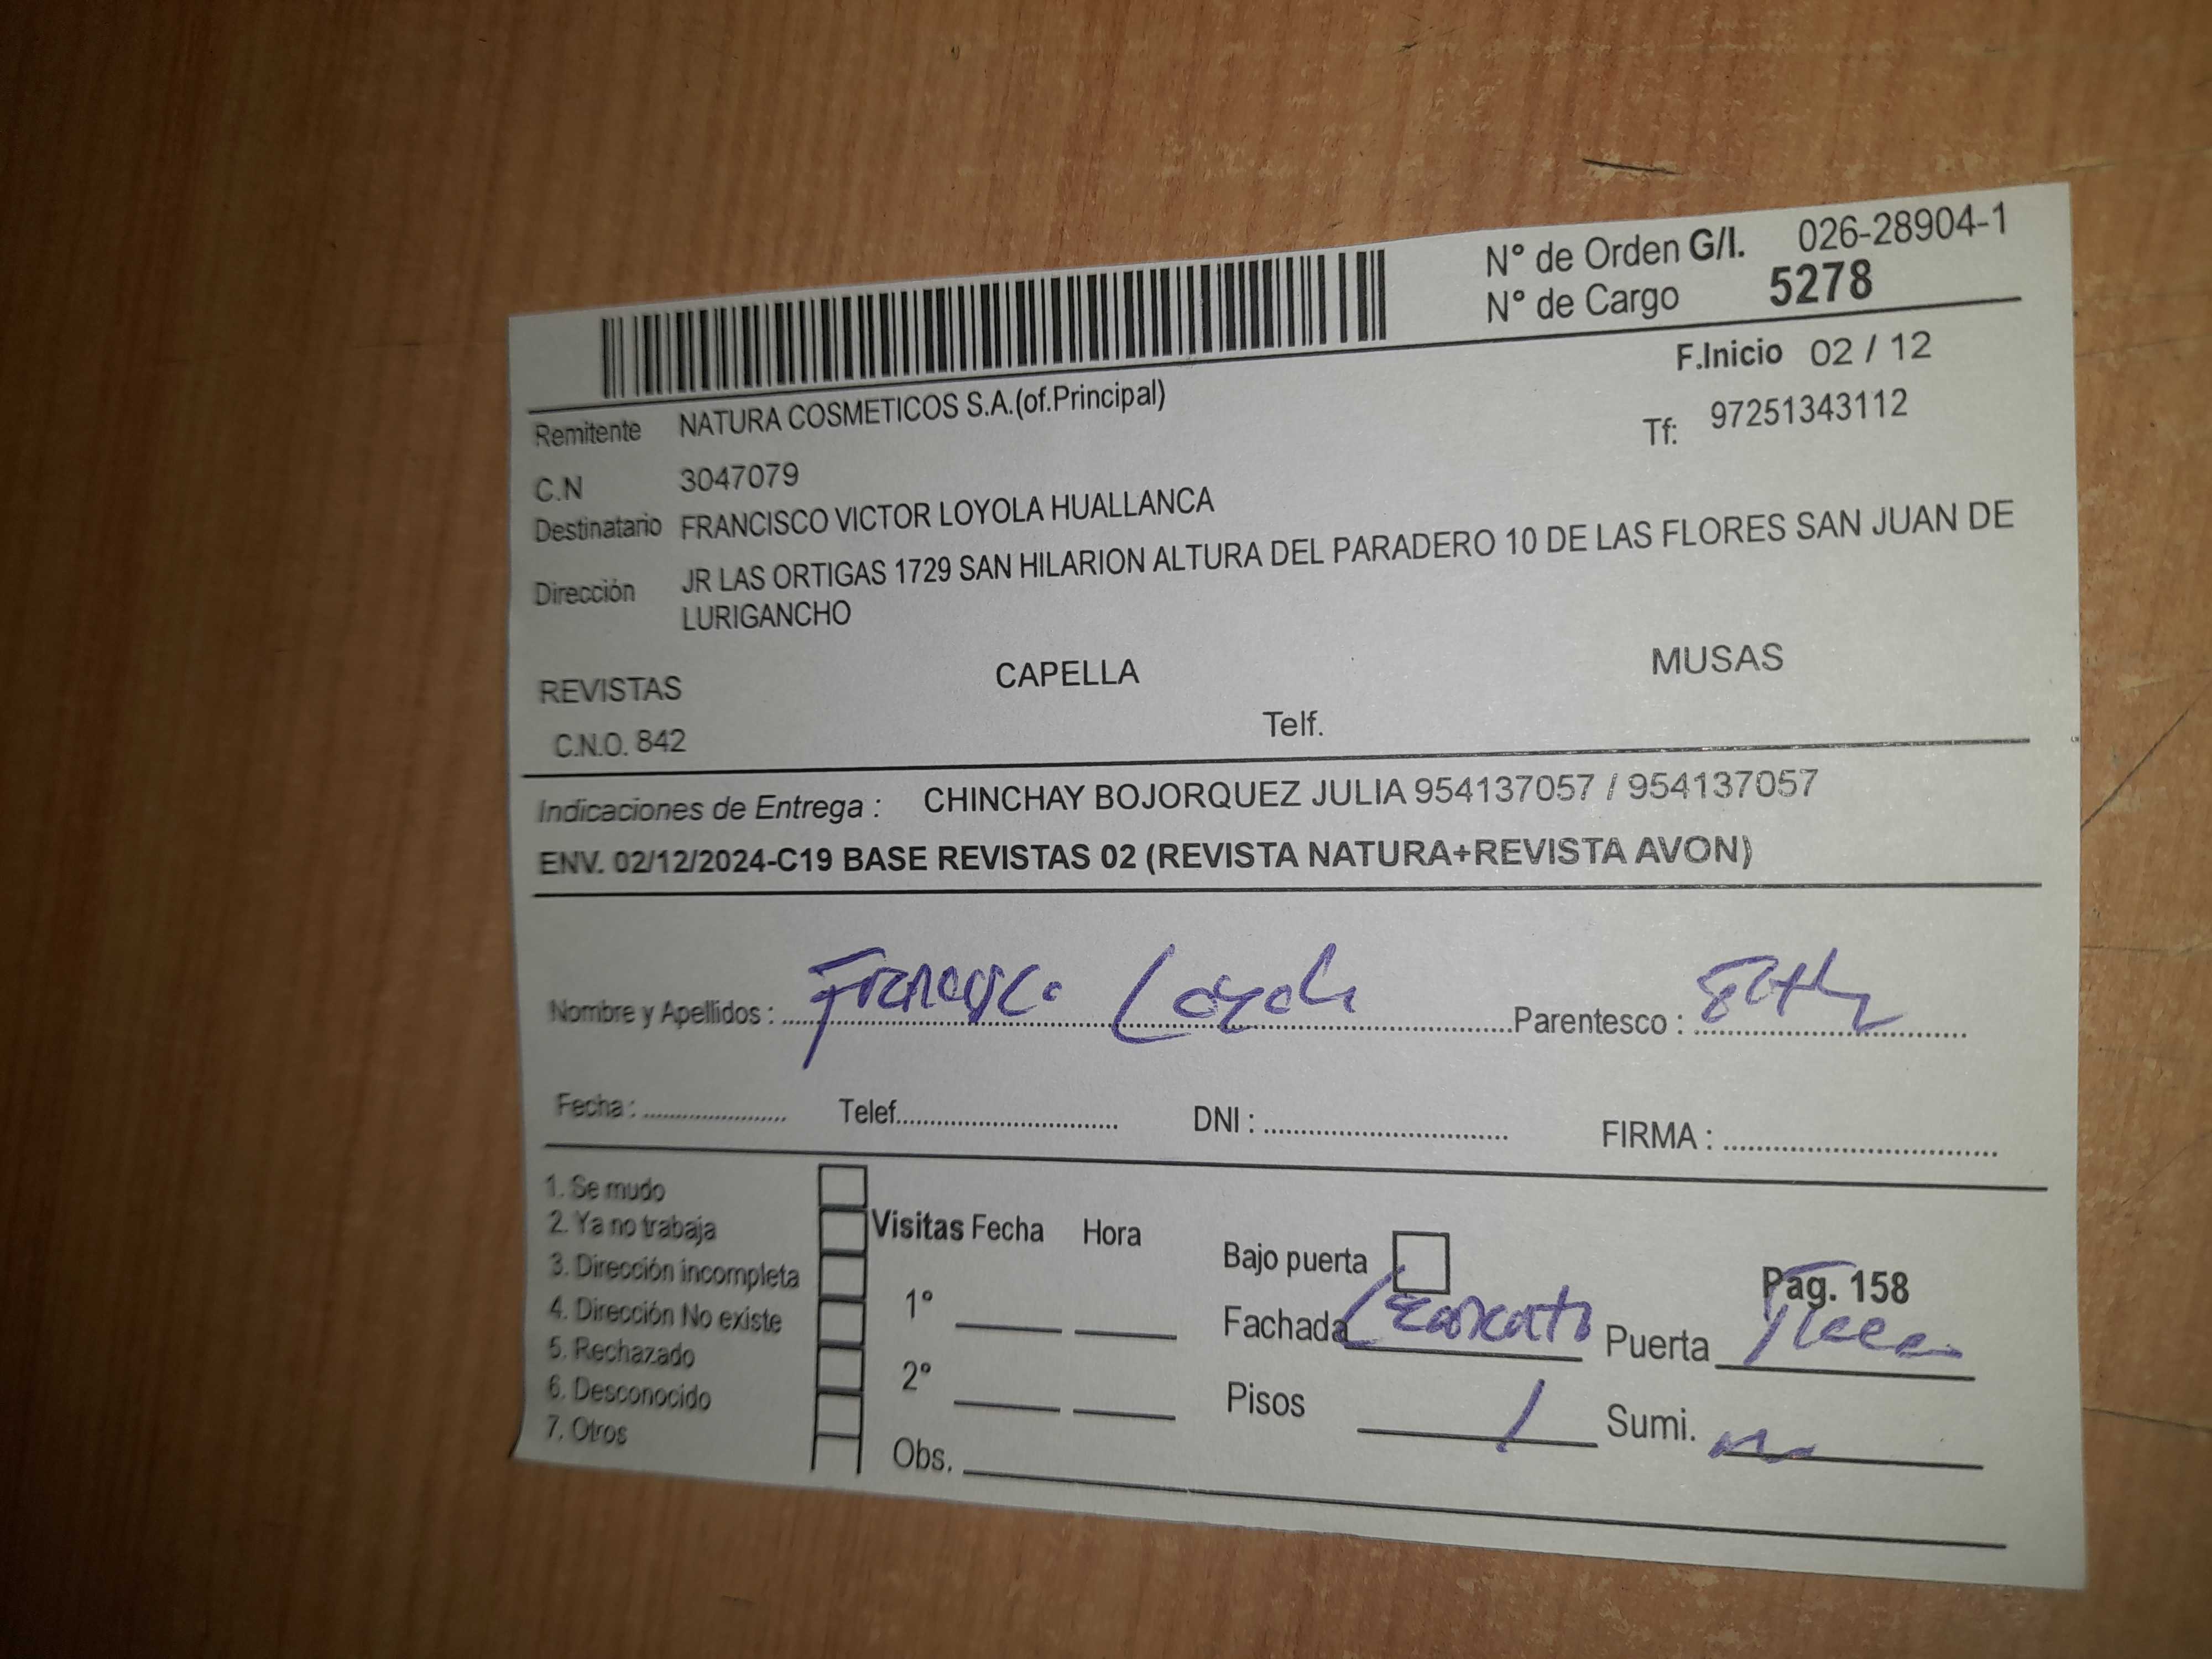 N° de Orden G/I. 026-28904-1
N° de Cargo 5278
F.Inicio 02 / 12
Remitente NATURA COSMETICOS S.A.(of.Principal)
Tf: 97251343112
C.N 3047079
Destinatario FRANCISCO VICTOR LOYOLA HUALLANCA
Dirección JR LAS ORTIGAS 1729 SAN HILARION ALTURA DEL PARADERO 10 DE LAS FLORES SAN JUAN DE
LURIGANCHO
REVISTAS CAPELLA MUSAS
C.N.O. 842 Telf.
Indicaciones de Entrega : CHINCHAY BOJORQUEZ JULIA 954137057 / 954137057
ENV. 02/12/2024-C19 BASE REVISTAS 02 (REVISTA NATURA+REVISTA AVON)
Nombre y Apellidos : Francisco Loyola Parentesco :
Fecha : Telef. DNI : FIRMA :
1. Se mudo
2. Ya no trabaja
3. Dirección incompleta
4. Dirección No existe
5. Rechazado
6. Desconocido
7. Otros
Visitas Fecha Hora
1°
2°
Obs.
Bajo puerta Pag. 158
Fachada Puerta
Pisos 1 Sumi.